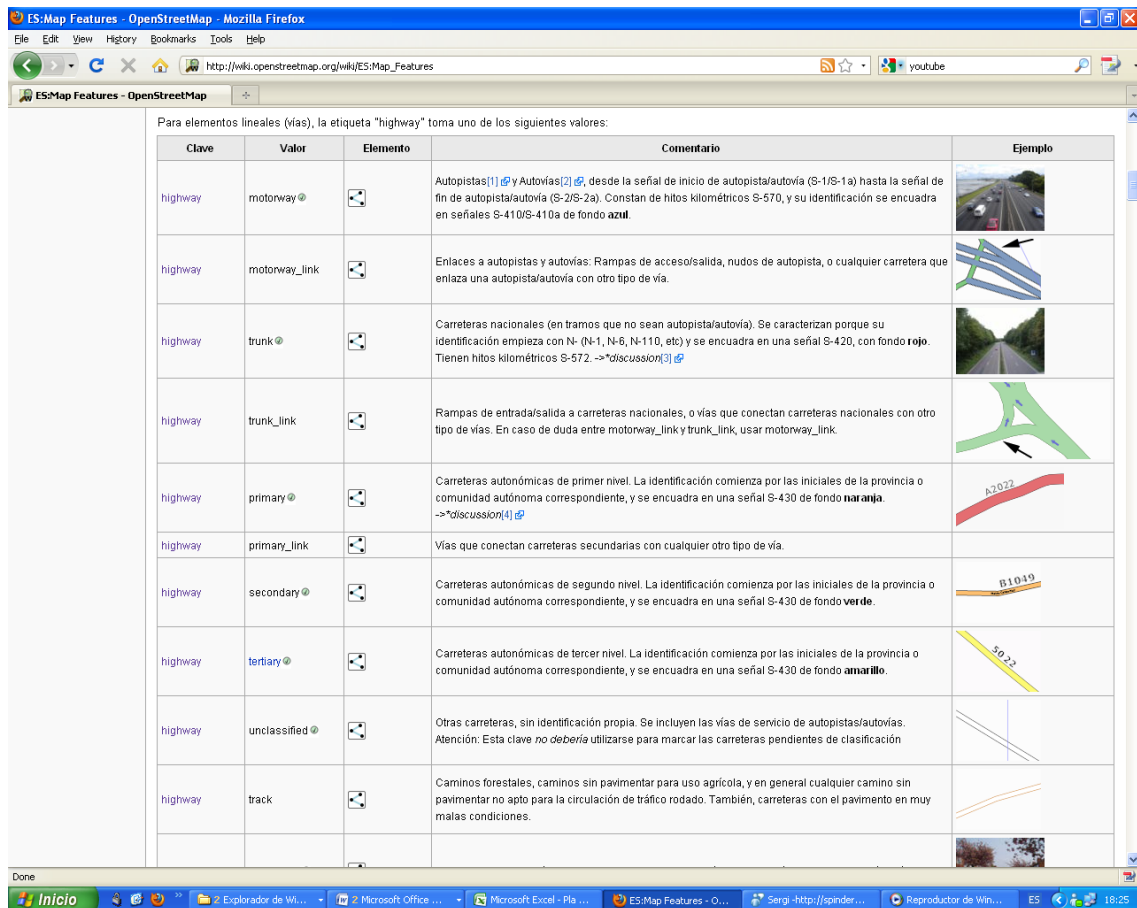 ES:Map Features - OpenStreetMap - Mozilla Firefox
File Edit View History Bookmarks Tools Help
http://wiki.openstreetmap.org/wiki/ES:Map_Features
youtube
ES:Map Features - OpenStreetMap
Para elementos lineales (vías), la etiqueta "highway" toma uno de los siguientes valores:
Clave Valor Elemento Comentario Ejemplo
highway motorway
Autopistas[1] y Autovías[2], desde la señal de inicio de autopista/autovía (S-1/S-1a) hasta la señal de
fin de autopista/autovía (S-2/S-2a). Constan de hitos kilométricos S-570, y su identificación se encuadra
en señales S-410/S-410a de fondo azul.
highway motorway_link
Enlaces a autopistas y autovías: Rampas de acceso/salida, nudos de autopista, o cualquier carretera que
enlaza una autopista/autovía con otro tipo de vía.
highway trunk
Carreteras nacionales (en tramos que no sean autopista/autovía). Se caracterizan porque su
identificación empieza con N- (N-1, N-6, N-110, etc) y se encuadra en una señal S-420, con fondo rojo.
Tienen hitos kilométricos S-572. ->*discussion[3]
highway trunk_link
Rampas de entrada/salida a carreteras nacionales, o vías que conectan carreteras nacionales con otro
tipo de vías. En caso de duda entre motorway_link y trunk_link, usar motorway_link.
highway primary
Carreteras autonómicas de primer nivel. La identificación comienza por las iniciales de la provincia o
comunidad autónoma correspondiente, y se encuadra en una señal S-430 de fondo naranja.
->*discussion[4]
A2022
highway primary_link Vías que conectan carreteras secundarias con cualquier otro tipo de vía.
highway secondary
Carreteras autonómicas de segundo nivel. La identificación comienza por las iniciales de la provincia o
comunidad autónoma correspondiente, y se encuadra en una señal S-430 de fondo verde.
B1049
highway tertiary
Carreteras autonómicas de tercer nivel. La identificación comienza por las iniciales de la provincia o
comunidad autónoma correspondiente, y se encuadra en una señal S-430 de fondo amarillo.
5022
highway unclassified
Otras carreteras, sin identificación propia. Se incluyen las vías de servicio de autopistas/autovías.
Atención: Esta clave no debería utilizarse para marcar las carreteras pendientes de clasificación
highway track
Caminos forestales, caminos sin pavimentar para uso agrícola, y en general cualquier camino sin
pavimentar no apto para la circulación de tráfico rodado. También, carreteras con el pavimento en muy
malas condiciones.
Done
Inicio
2 Explorador de Wi...
2 Microsoft Office ...
Microsoft Excel - Pla ...
ES:Map Features - O...
Sergi -http://spinder...
Reproductor de Win...
ES
18:25